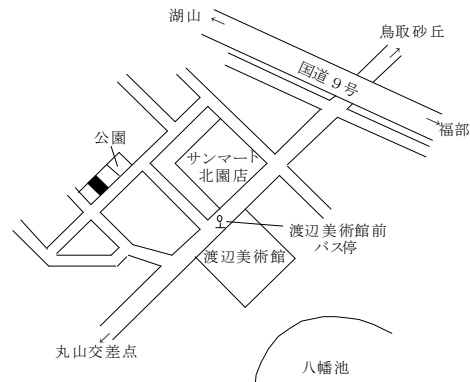 湖山
鳥取砂丘
国道9号
福部
公園
サンマート
北園店
渡辺美術館前
バス停
渡辺美術館
丸山交差点
八幡池